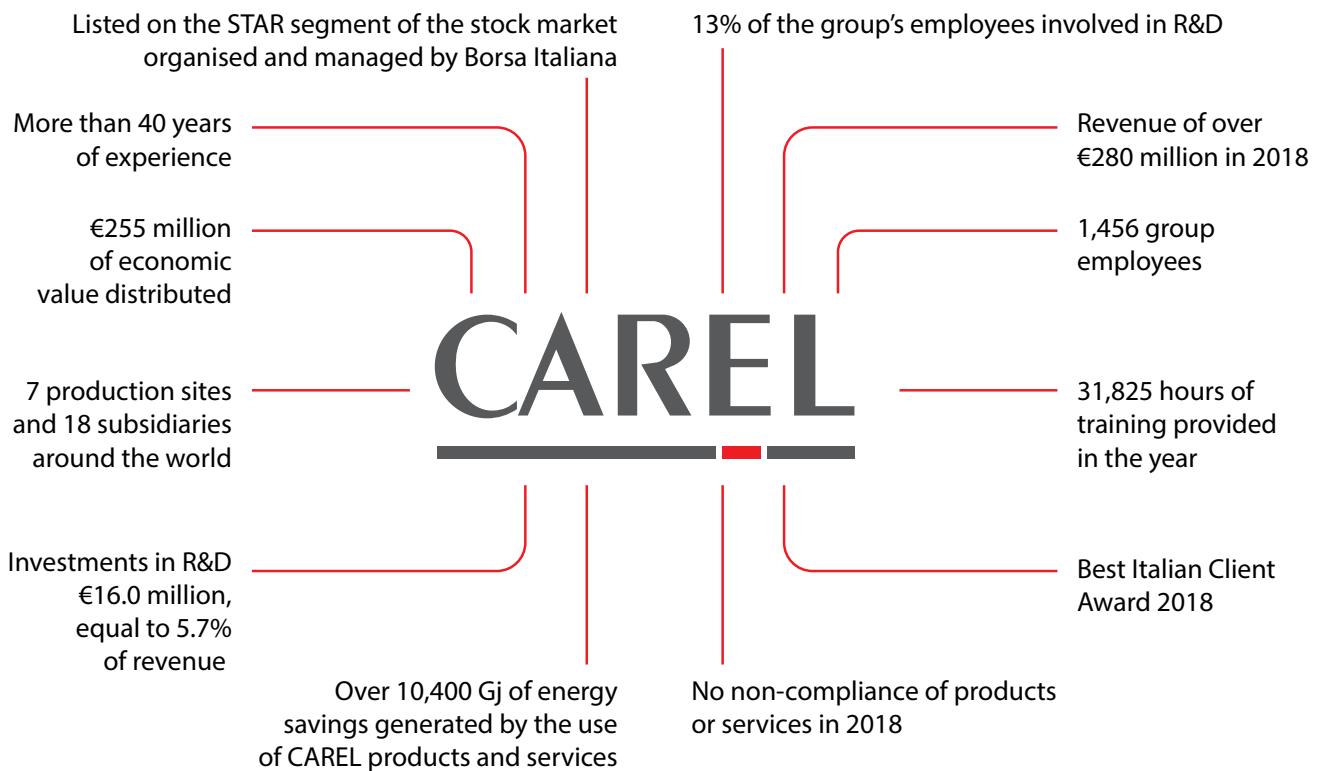 Listed on the STAR segment of the stock market
organised and managed by Borsa Italiana
13% of the group's employees involved in R&D
More than 40 years
of experience
Revenue of over
€280 million in 2018
€255 million
of economic
value distributed
1,456 group
employees
CAREL
7 production sites
and 18 subsidiaries
around the world
31,825 hours of
training provided
in the year
Investments in R&D
€16.0 million,
equal to 5.7%
of revenue
Best Italian Client
Award 2018
Over 10,400 Gj of energy
savings generated by the use
of CAREL products and services
No non-compliance of products
or services in 2018